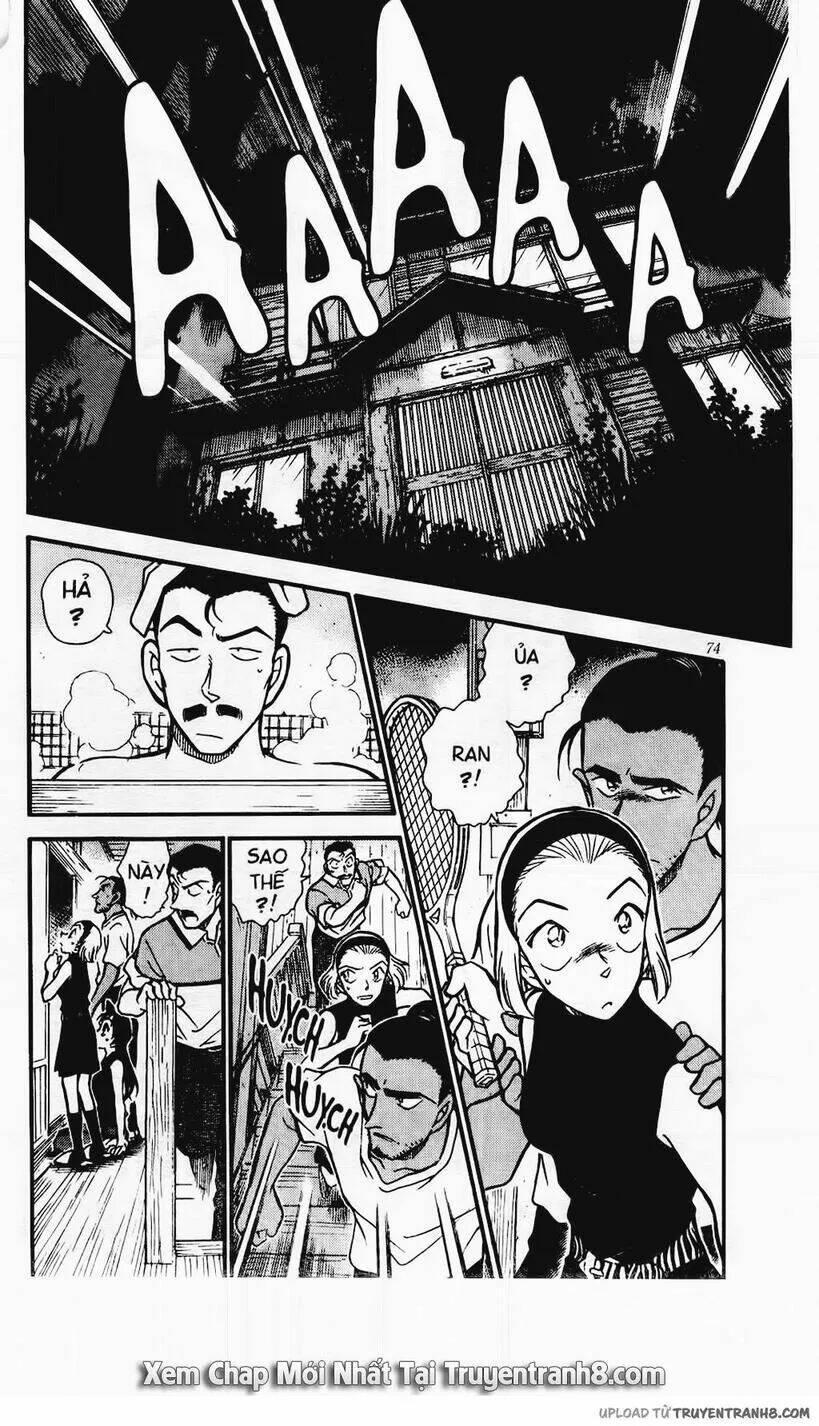 AAAAA
HẢ
?
74
ỦA
?
RAN
?!
NÀY
!
SAO
THẾ
?!
HUỴCH
HUỴCH
Xem Chap Mới Nhất Tại Truyentranh8.com
UPLOAD TỪ TRUYENTRANH8.COM